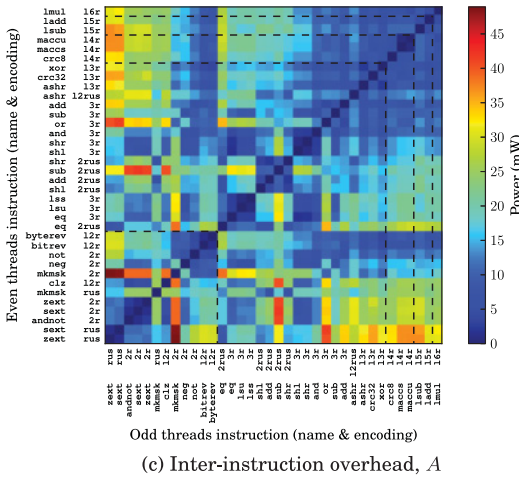 Even threads instruction (name & encoding)
lmul 16r
ladd 15r
lsub 15r
maccu 14r
maccs 14r
crc8 14r
xor 13r
crc32 13r
ashr 13r
ashr 12rus
add 3r
sub 3r
or 3r
and 3r
shr 3r
shl 3r
shr 2rus
sub 2rus
add 2rus
shl 2rus
lss 3r
lsu 3r
eq 3r
eq 2rus
byterev 12r
bitrev 12r
not 2r
neg 2r
mkmsk 2r
clz 12r
mkmsk rus
zext 2r
sext 2r
andnot 2r
sext rus
zext rus
zext rus
sext rus
andnot 2r
sext 2r
zext 2r
mkmsk rus
clz 12r
mkmsk 2r
neg 2r
not 2r
bitrev 12r
byterev 12r
eq 2rus
eq 3r
lsu 3r
lss 3r
shl 2rus
add 2rus
sub 2rus
shr 2rus
shl 3r
shr 3r
and 3r
or 3r
sub 3r
add 3r
ashr 12rus
ashr 13r
crc32 13r
xor 13r
crc8 14r
maccs 14r
maccu 14r
lsub 15r
ladd 15r
lmul 16r
Odd threads instruction (name & encoding)
50
45
40
35
30
25
20
15
10
5
0
Power (mW)
(c) Inter-instruction overhead, A